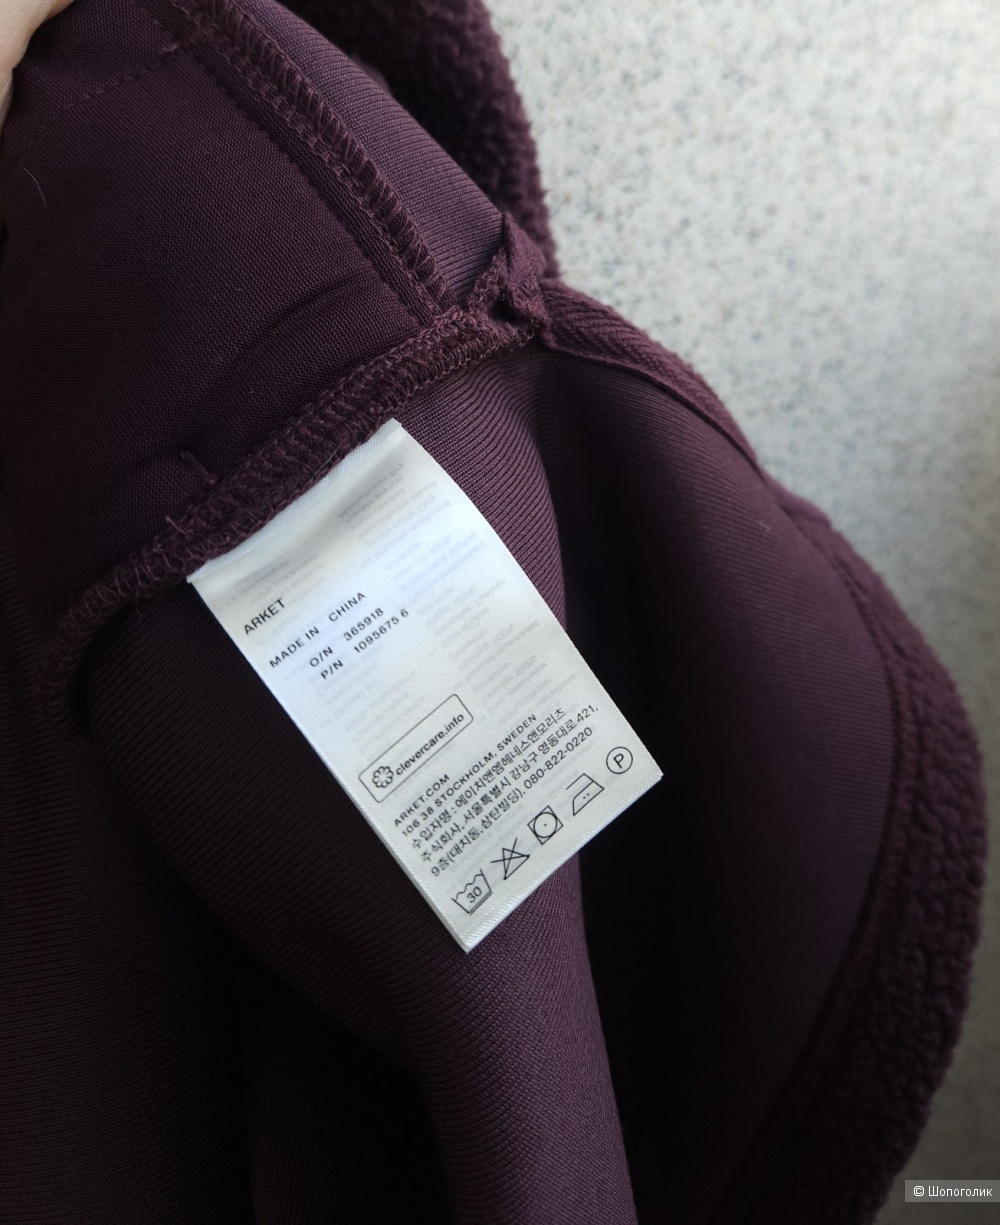 ARKET
MADE IN CHINA
O/N 365918
P/N 1095675 6
clevercare.info
ARKET.COM
106 38 STOCKHOLM, SWEDEN
수입자명 : 에이치앤엠헤네스앤모리츠
주식회사, 서울특별시 강남구 영동대로 421,
9층(대치동,삼탄빌딩), 080-822-0220
30
P
© Шопоголик